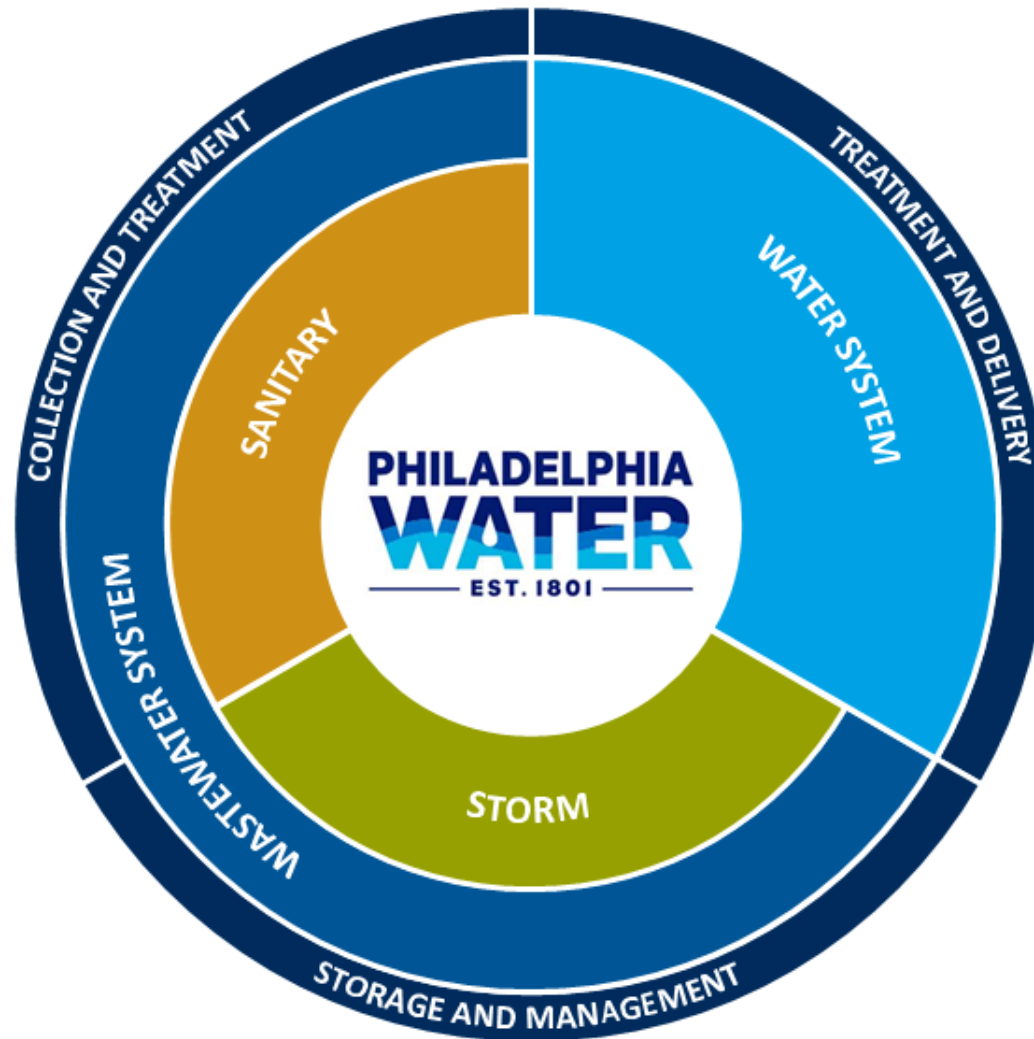 COLLECTION AND TREATMENT
TREATMENT AND DELIVERY
WATER SYSTEM
SANITARY
PHILADELPHIA
WATER
EST. 1801
WASTEWATER SYSTEM
STORM
STORAGE AND MANAGEMENT